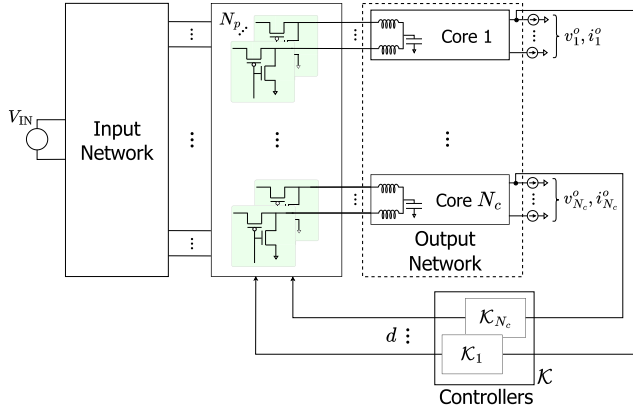 N_p
Core 1
v_1^o, i_1^o
V_IN
Input
Network
Core N_c
v_{N_c}^o, i_{N_c}^o
Output
Network
d
𝒦_{N_c}
𝒦_1
𝒦
Controllers